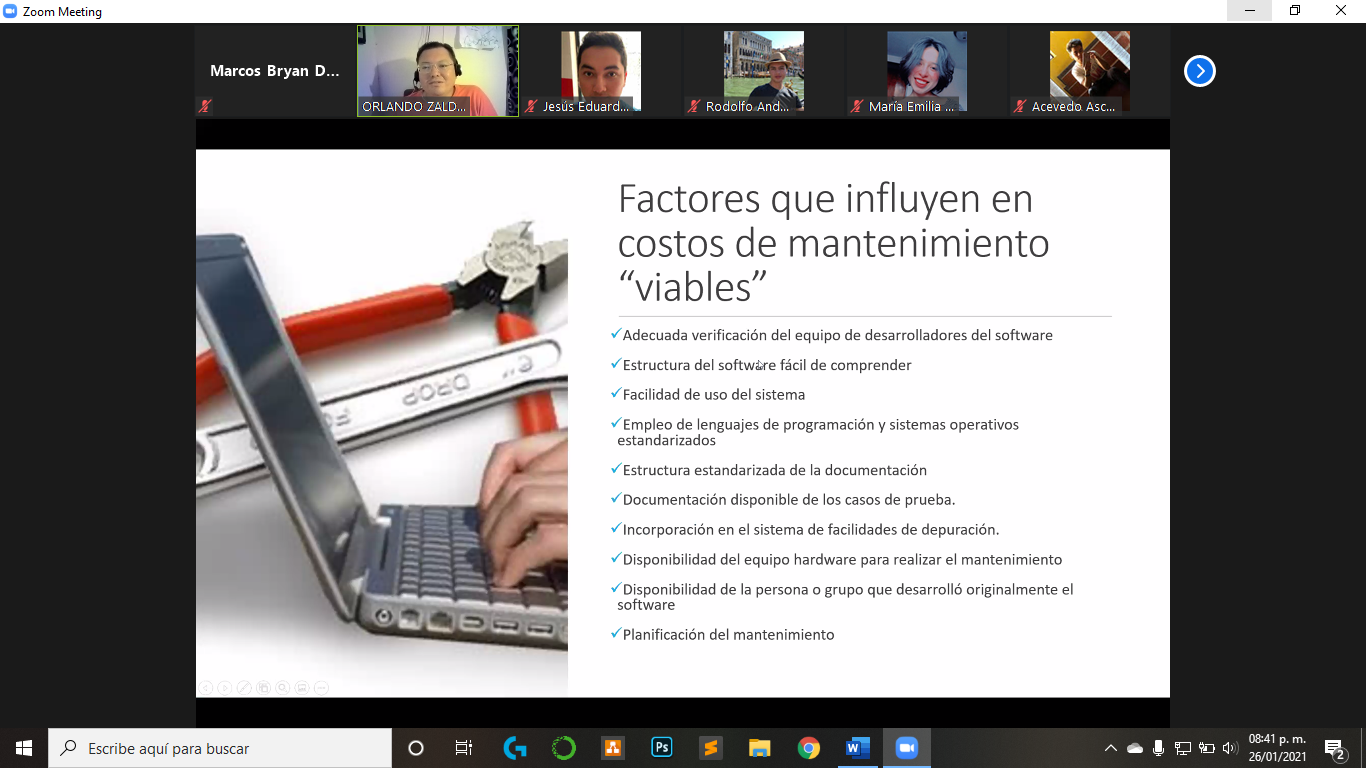 Zoom Meeting
Marcos Bryan D...
ORLANDO ZALD...
Jesús Eduard...
Rodolfo And...
María Emilia ...
Acevedo Asc...
Factores que influyen en
costos de mantenimiento
“viables”
Adecuada verificación del equipo de desarrolladores del software
Estructura del software fácil de comprender
Facilidad de uso del sistema
Empleo de lenguajes de programación y sistemas operativos
estandarizados
Estructura estandarizada de la documentación
Documentación disponible de los casos de prueba.
Incorporación en el sistema de facilidades de depuración.
Disponibilidad del equipo hardware para realizar el mantenimiento
Disponibilidad de la persona o grupo que desarrolló originalmente el
software
Planificación del mantenimiento
Escribe aquí para buscar
Ps
W
08:41 p. m.
26/01/2021
2